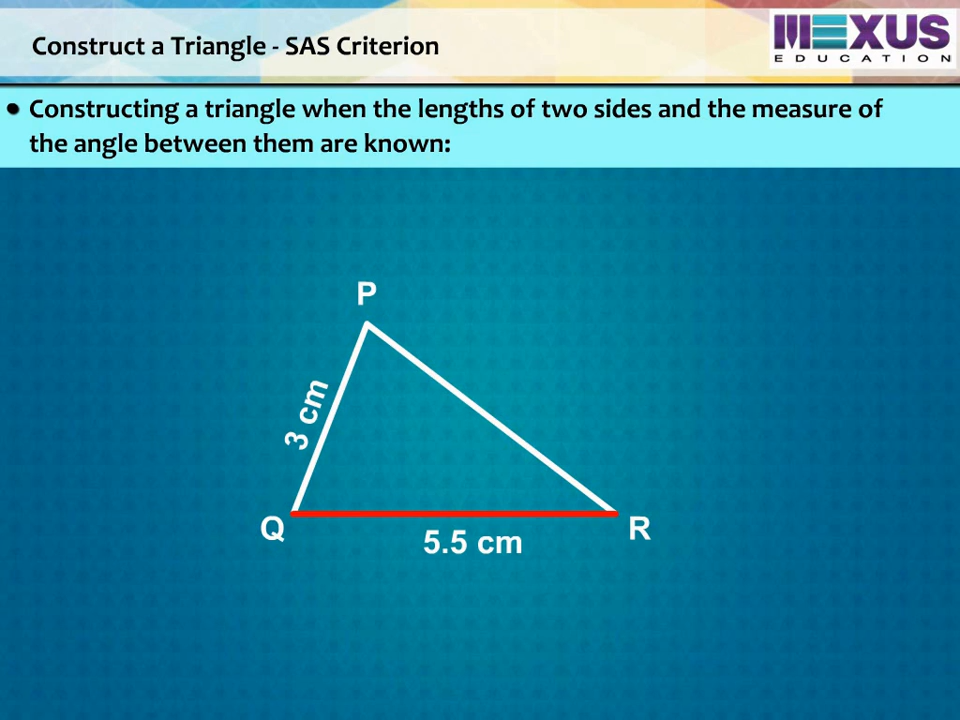 Construct a Triangle - SAS Criterion
MEXUS
EDUCATION
• Constructing a triangle when the lengths of two sides and the measure of
the angle between them are known:
P
3 cm
Q
R
5.5 cm